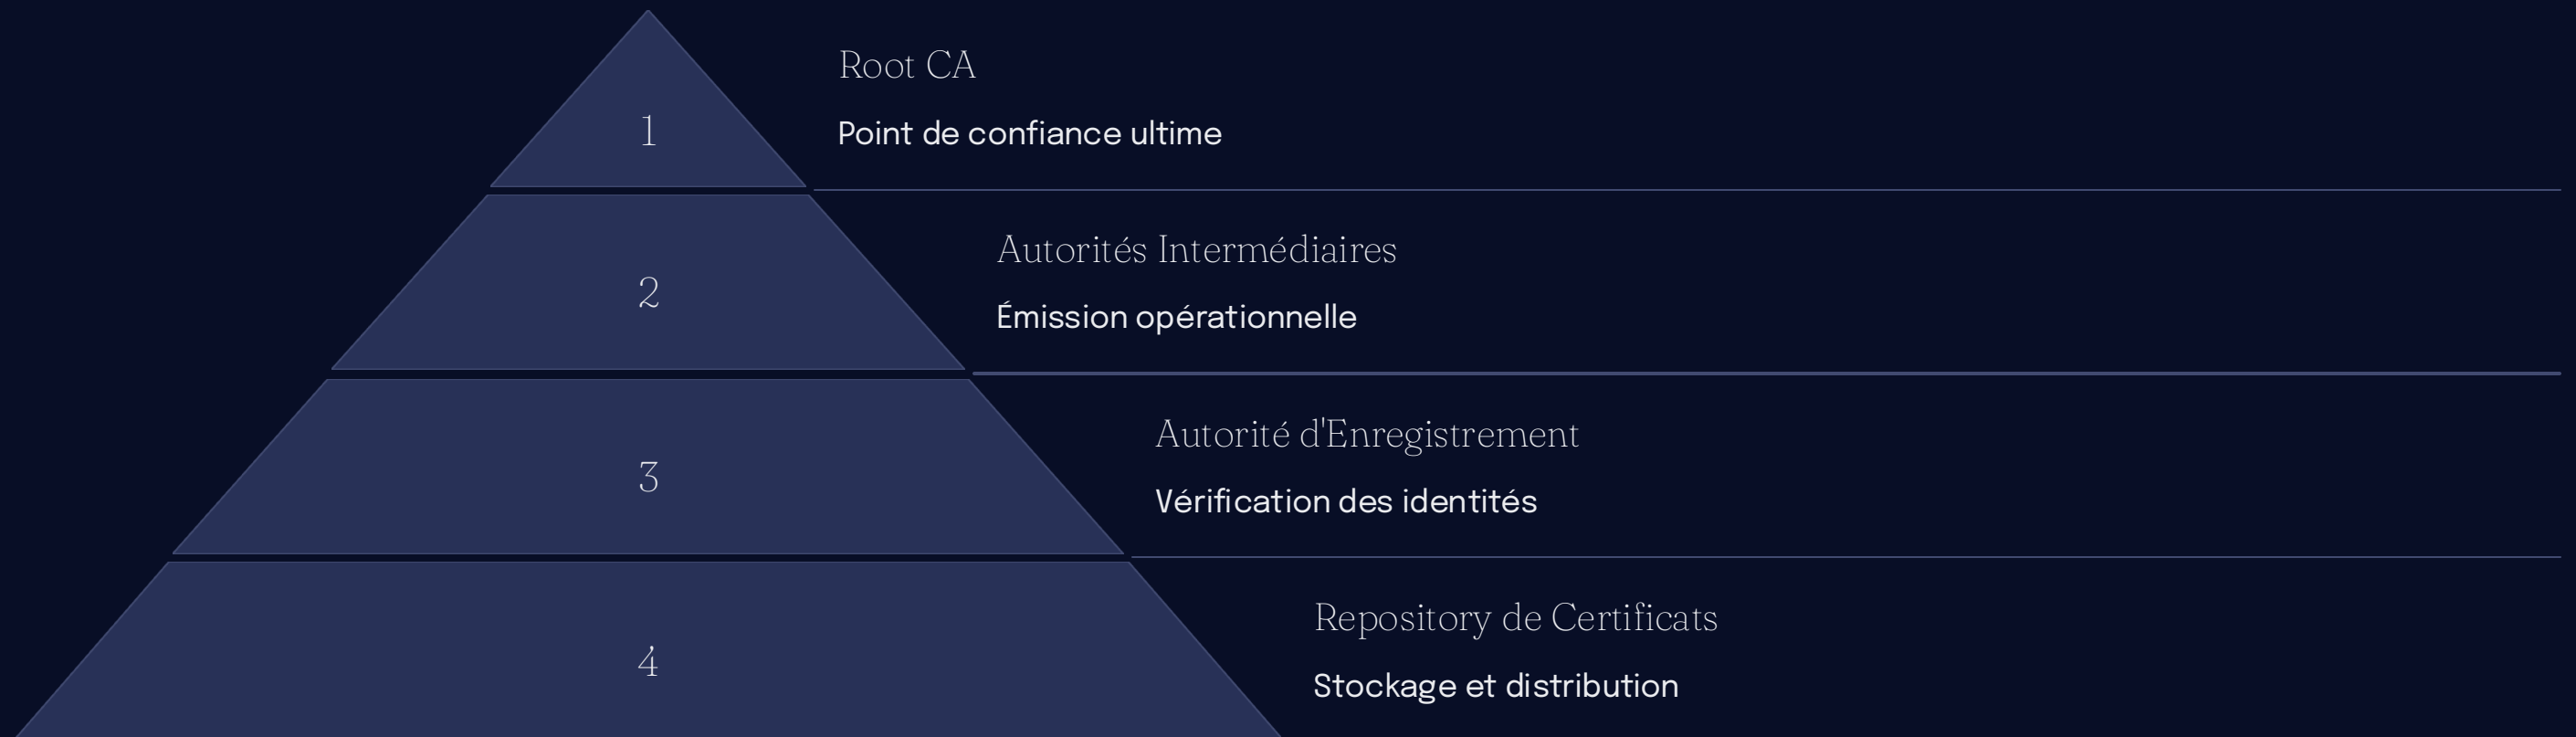 1
Root CA
Point de confiance ultime
2
Autorités Intermédiaires
Émission opérationnelle
3
Autorité d'Enregistrement
Vérification des identités
4
Repository de Certificats
Stockage et distribution